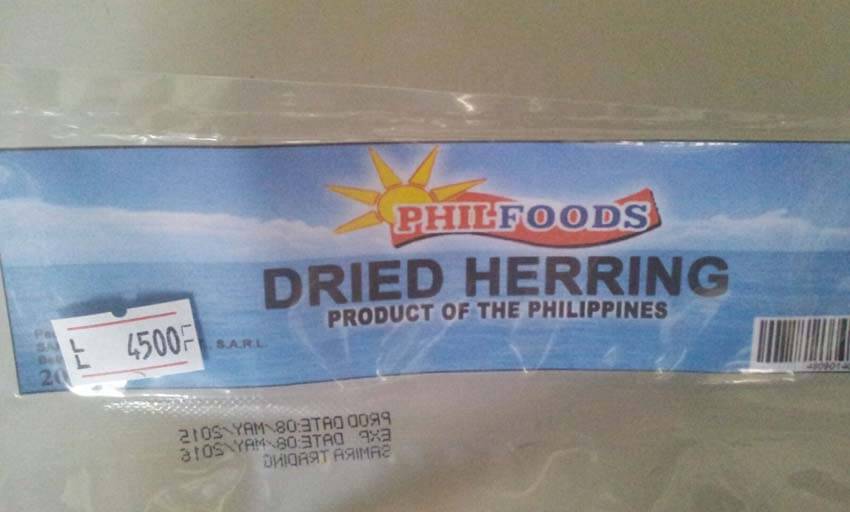 PHILFOODS
DRIED HERRING
PRODUCT OF THE PHILIPPINES
S.A.R.L
L L 4500
20
PROD DATE:08-MAY-2015
EXP DATE:08-MAY-2016
SAMIRA TRADING